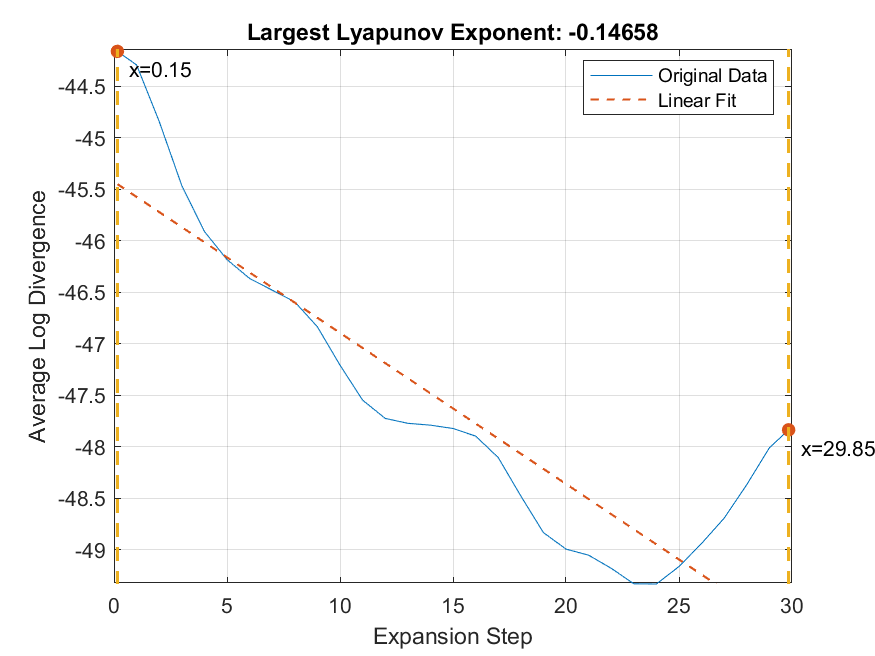 Largest Lyapunov Exponent: -0.14658
x=0.15
Original Data
Linear Fit
-44.5
-45
-45.5
-46
-46.5
-47
-47.5
-48
-48.5
-49
Average Log Divergence
x=29.85
0 5 10 15 20 25 30
Expansion Step